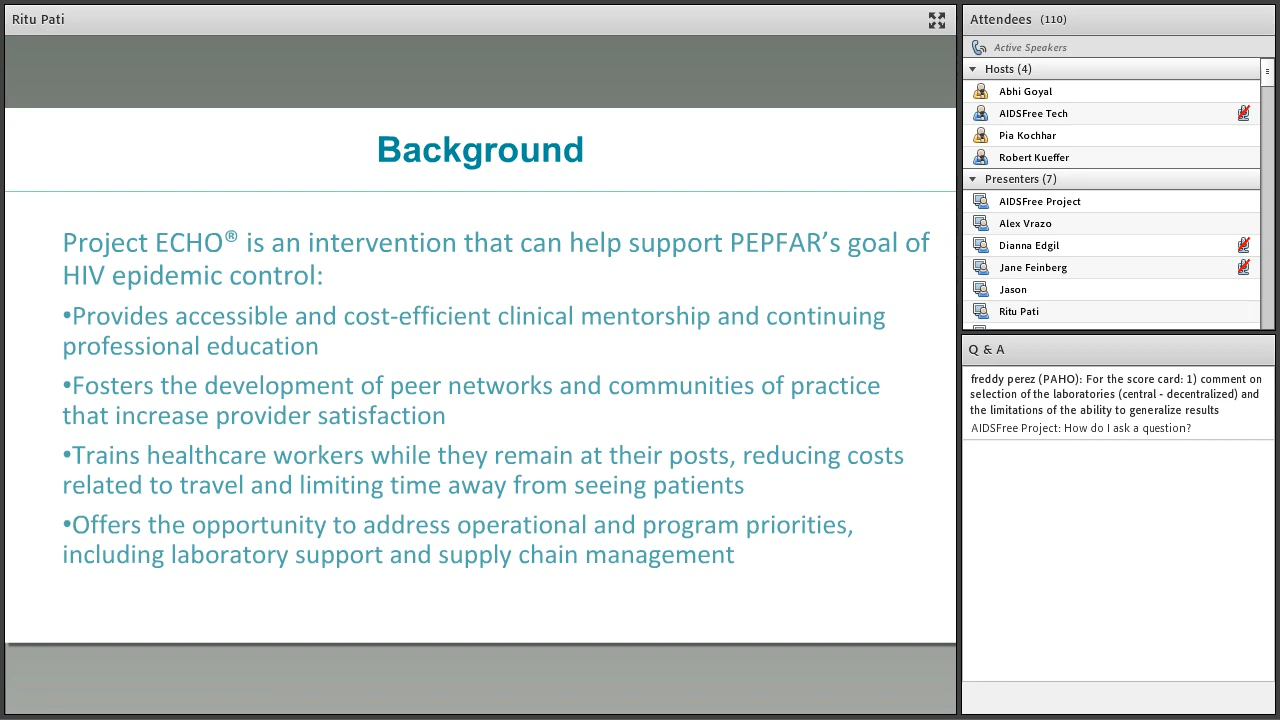 Ritu Pati
Background
Project ECHO® is an intervention that can help support PEPFAR’s goal of
HIV epidemic control:
•Provides accessible and cost-efficient clinical mentorship and continuing
professional education
•Fosters the development of peer networks and communities of practice
that increase provider satisfaction
•Trains healthcare workers while they remain at their posts, reducing costs
related to travel and limiting time away from seeing patients
•Offers the opportunity to address operational and program priorities,
including laboratory support and supply chain management
Attendees (110)
Active Speakers
Hosts (4)
Abhi Goyal
AIDSFree Tech
Pia Kochhar
Robert Kueffer
Presenters (7)
AIDSFree Project
Alex Vrazo
Dianna Edgil
Jane Feinberg
Jason
Ritu Pati
Q & A
freddy perez (PAHO): For the score card: 1) comment on
selection of the laboratories (central - decentralized) and
the limitations of the ability to generalize results
AIDSFree Project: How do I ask a question?